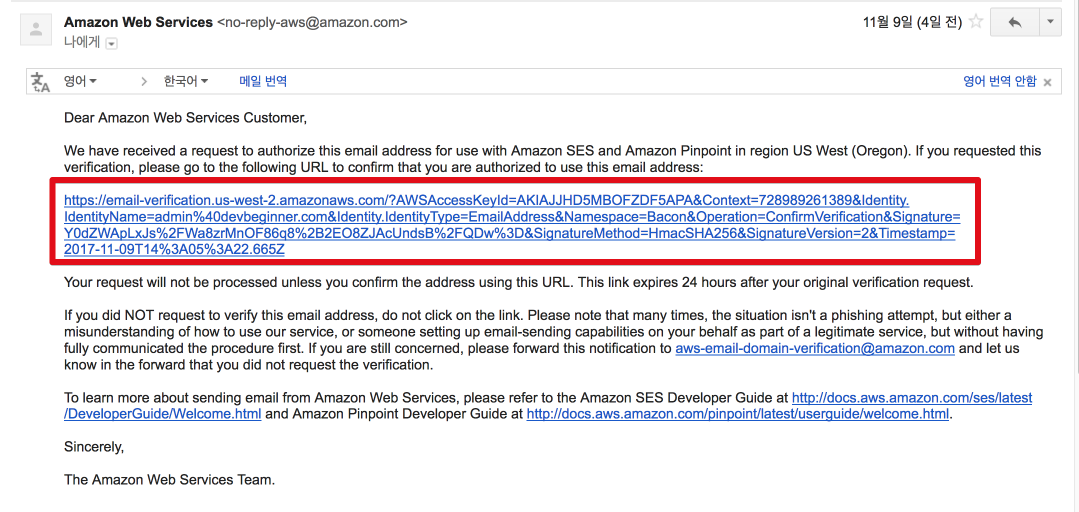 Amazon Web Services <no-reply-aws@amazon.com>
11월 9일 (4일 전)
나에게
영어 한국어 메일 번역 영어 번역 안함
Dear Amazon Web Services Customer,
We have received a request to authorize this email address for use with Amazon SES and Amazon Pinpoint in region US West (Oregon). If you requested this
verification, please go to the following URL to confirm that you are authorized to use this email address:
https://email-verification.us-west-2.amazonaws.com/?AWSAccessKeyId=AKIAJJHD5MBOFZDF5APA&Context=728989261389&Identity.
IdentityName=admin%40devbeginner.com&Identity.IdentityType=EmailAddress&Namespace=Bacon&Operation=ConfirmVerification&Signature=
Y0dZWApLxJs%2FWa8zrMnOF86q8%2B2EO8ZJAcUndsB%2FQDw%3D&SignatureMethod=HmacSHA256&SignatureVersion=2&Timestamp=
2017-11-09T14%3A05%3A22.665Z
Your request will not be processed unless you confirm the address using this URL. This link expires 24 hours after your original verification request.
If you did NOT request to verify this email address, do not click on the link. Please note that many times, the situation isn't a phishing attempt, but either a
misunderstanding of how to use our service, or someone setting up email-sending capabilities on your behalf as part of a legitimate service, but without having
fully communicated the procedure first. If you are still concerned, please forward this notification to aws-email-domain-verification@amazon.com and let us
know in the forward that you did not request the verification.
To learn more about sending email from Amazon Web Services, please refer to the Amazon SES Developer Guide at http://docs.aws.amazon.com/ses/latest
/DeveloperGuide/Welcome.html and Amazon Pinpoint Developer Guide at http://docs.aws.amazon.com/pinpoint/latest/userguide/welcome.html.
Sincerely,
The Amazon Web Services Team.